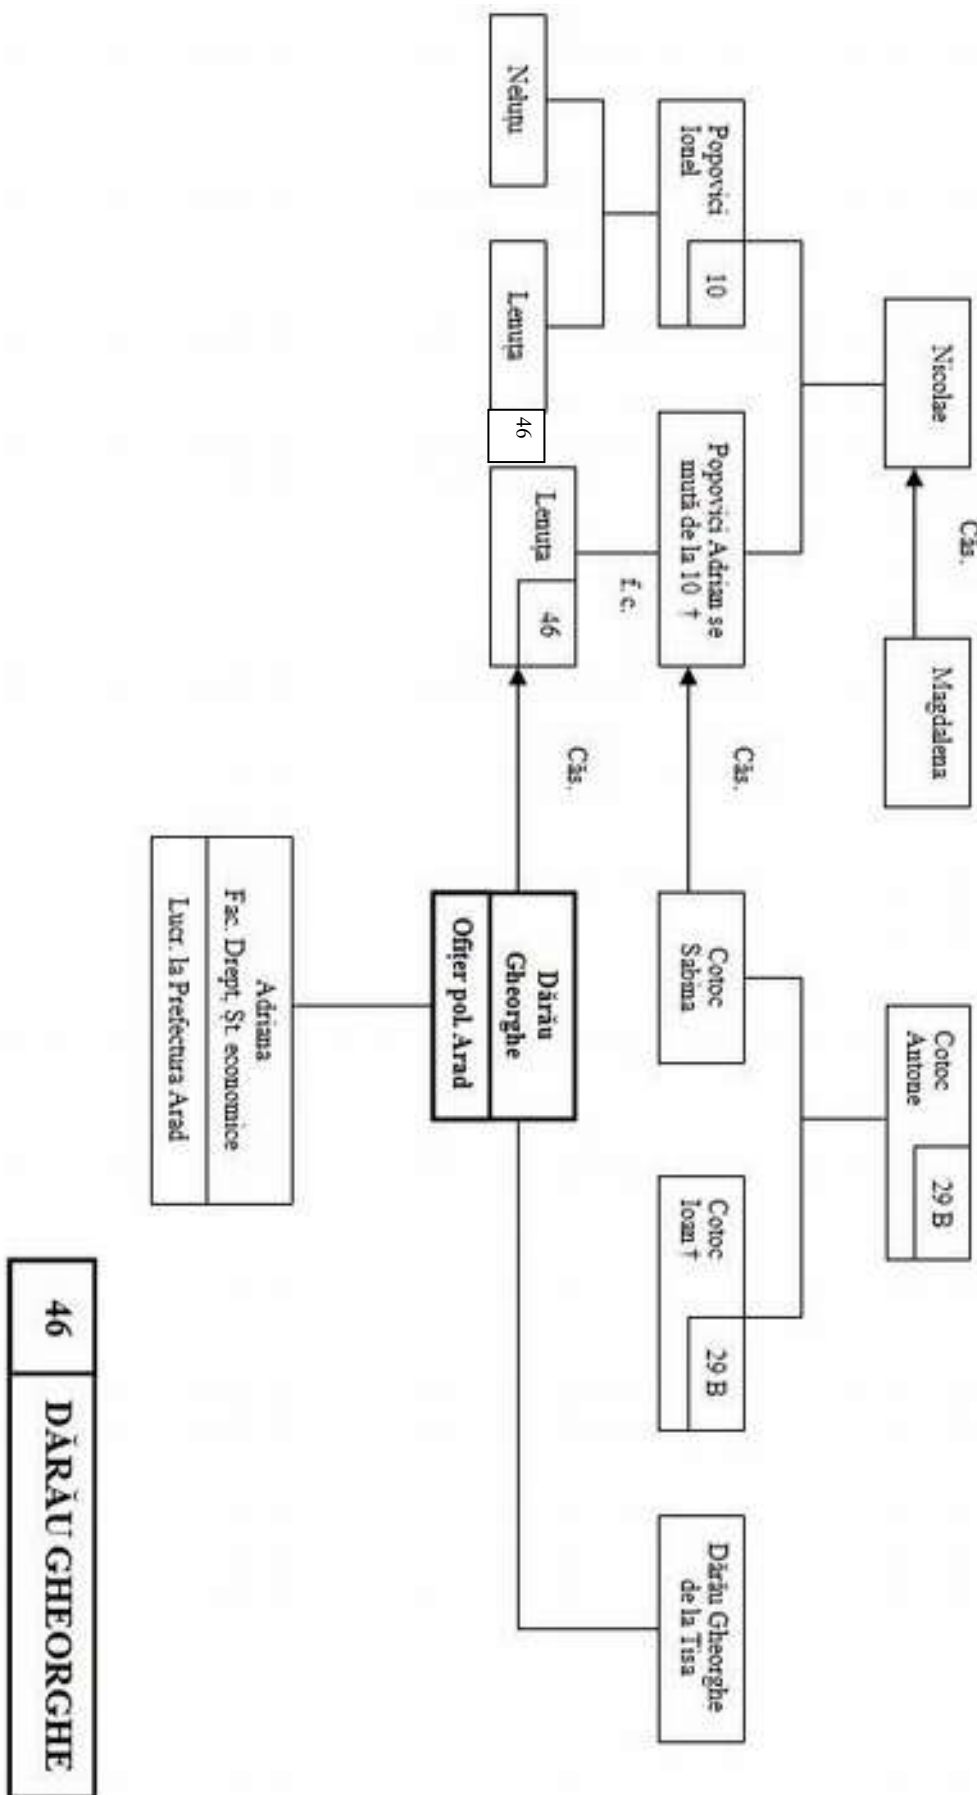 Nicolae
Căs.
Magdalena
Cotoc
Antone
29 B
Popovici
Ionel
10
Popovici Adrian se
mută de la 10 †
Căs.
Cotoc
Sabina
Cotoc
Ioan †
29 B
Dărău Gheorghe
de la Tisa
f. c.
Neluțu
Lenuța
46
Lenuța
46
Căs.
Dărău
Gheorghe
Ofițer pol. Arad
Adriana
Fac. Drept, Șt. economice
Lucr. la Prefectura Arad
46
DĂRĂU GHEORGHE